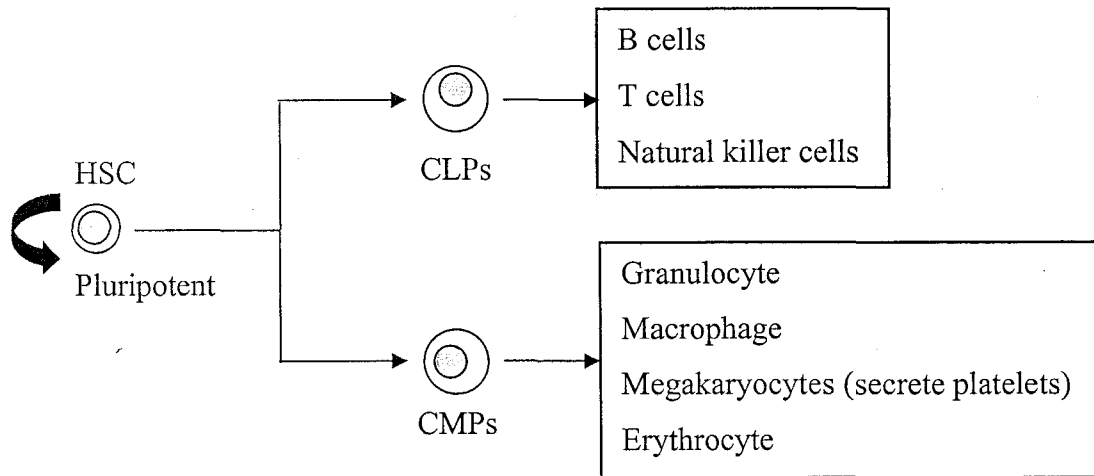 HSC
Pluripotent
CLPs
B cells
T cells
Natural killer cells
CMPs
Granulocyte
Macrophage
Megakaryocytes (secrete platelets)
Erythrocyte